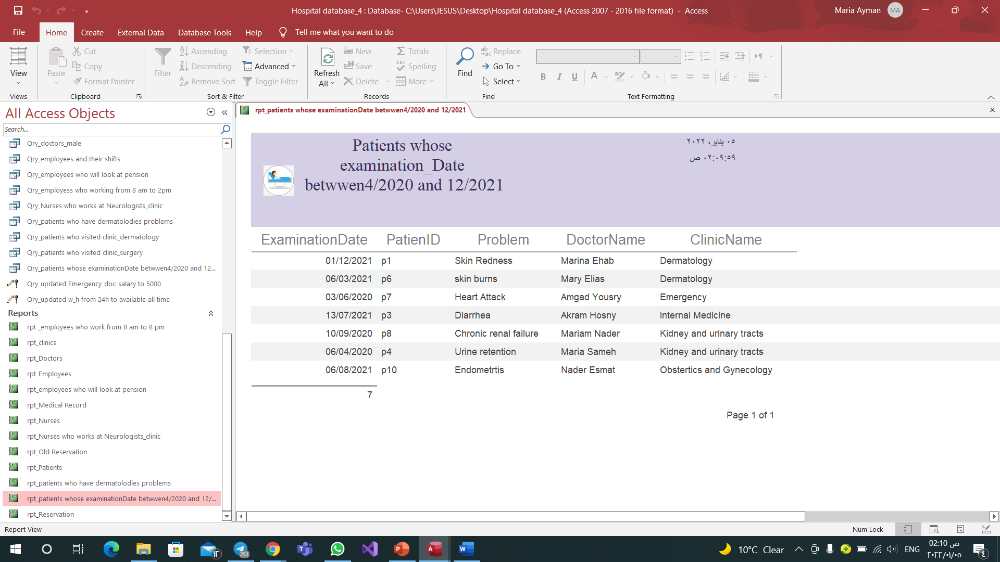 Hospital database_4 : Database- C:\Users\JESUS\Desktop\Hospital database_4 (Access 2007 - 2016 file format)  -  Access
Maria Ayman
MA
File
Home
Create
External Data
Database Tools
Help
Tell me what you want to do
View
Views
Paste
Cut
Copy
Format Painter
Clipboard
Filter
Ascending
Descending
Remove Sort
Selection
Advanced
Toggle Filter
Sort & Filter
Refresh
All
New
Save
Delete
Totals
Spelling
More
Records
Find
Replace
Go To
Select
Find
B I U
Text Formatting
All Access Objects
Search...
Qry_doctors_male
Qry_employees and their shifts
Qry_employees who will look at pension
Qry_employess who working from 8 am to 2pm
Qry_Nurses who works at Neurologists_clinic
Qry_patients who have dermatolodies problems
Qry_patients who visited clinic_dermatology
Qry_patients who visited clinic_surgery
Qry_patients whose examinationDate betwwen4/2020 and 12...
Qry_updated Emergency_doc_salary to 5000
Qry_updated w_h from 24h to available all time
Reports
rpt _employees who work from 8 am to 8 pm
rpt_clinics
rpt_Doctors
rpt_Employees
rpt_employees who will look at pension
rpt_Medical Record
rpt_Nurses
rpt_Nurses who works at Neurologists_clinic
rpt_Old Reservation
rpt_Patients
rpt_patients who have dermatolodies problems
rpt_patients whose examinationDate betwwen4/2020 and 12/...
rpt_Reservation
rpt_patients whose examinationDate betwwen4/2020 and 12/2021
Patients whose
examination_Date
betwwen4/2020 and 12/2021
٠٥ يناير، ٢٠٢٢
٠٢:٠٩:٥٩ ص
ExaminationDate PatienID Problem DoctorName ClinicName
01/12/2021 p1 Skin Redness Marina Ehab Dermatology
06/03/2021 p6 skin burns Mary Elias Dermatology
03/06/2020 p7 Heart Attack Amgad Yousry Emergency
13/07/2021 p3 Diarrhea Akram Hosny Internal Medicine
10/09/2020 p8 Chronic renal failure Mariam Nader Kidney and urinary tracts
06/04/2020 p4 Urine retention Maria Sameh Kidney and urinary tracts
06/08/2021 p10 Endometrtis Nader Esmat Obstertics and Gynecology
7
Page 1 of 1
Report View
Num Lock
١٣
251
10°C Clear
ENG
02:10 ص
٢٠٢٢/٠١/٠٥
٤